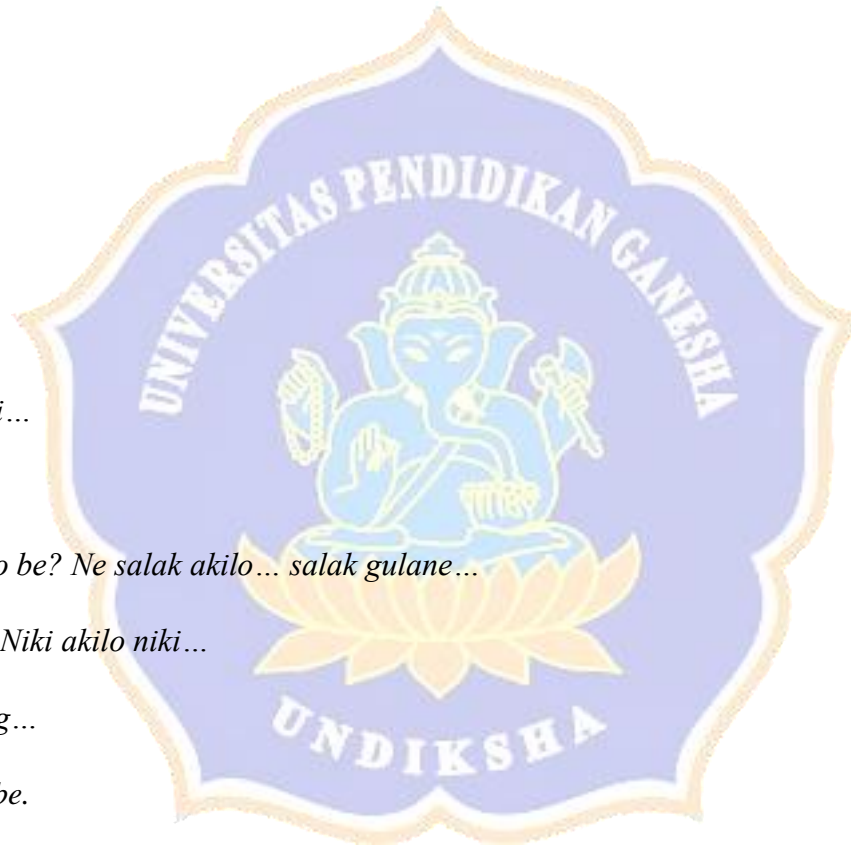 UNIVERSITAS PENDIDIKAN GANESHA
i…
o be? Ne salak akilo… salak gulane…
Niki akilo niki…
g…
be.
UNDIKSHA